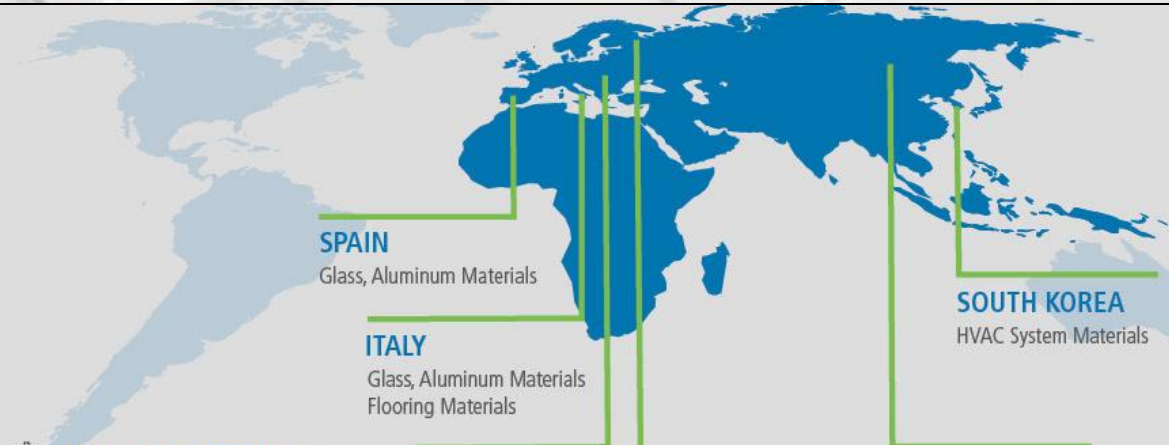 SPAIN
Glass, Aluminum Materials
ITALY
Glass, Aluminum Materials
Flooring Materials
SOUTH KOREA
HVAC System Materials